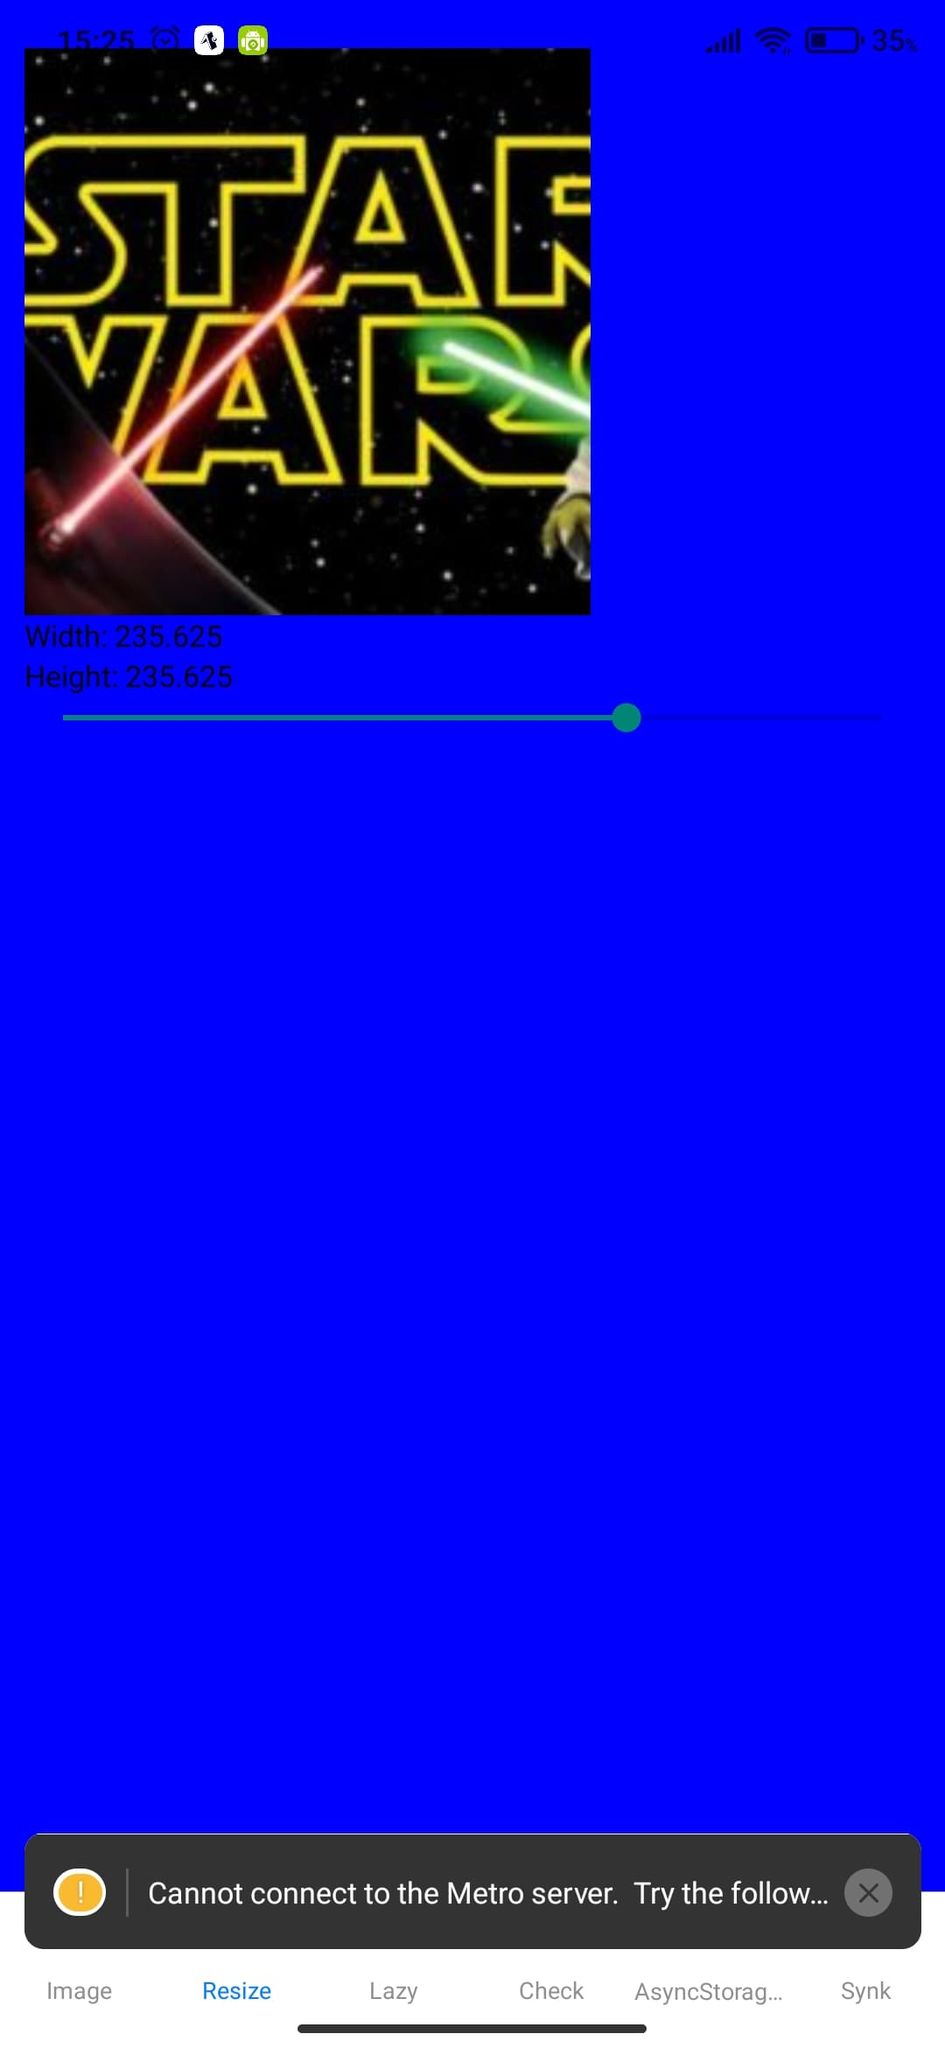 15:25
35%
STAR
WARS
Width: 235.625
Height: 235.625
! Cannot connect to the Metro server.  Try the follow...
Image
Resize
Lazy
Check
AsyncStorag...
Synk